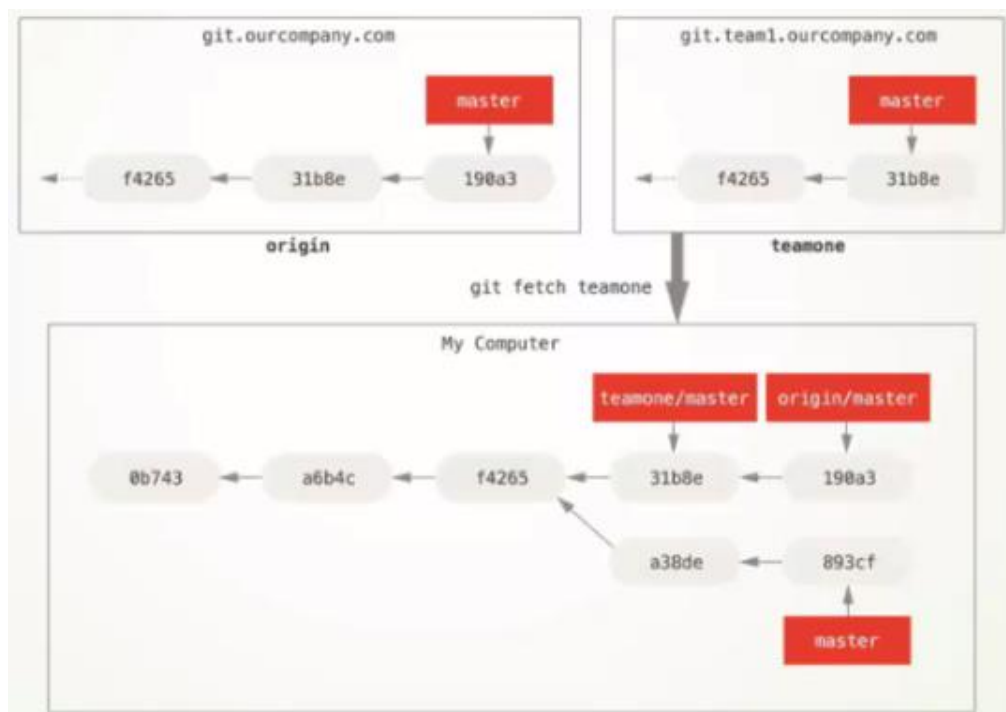 git.ourcompany.com
master
f4265 31b8e 190a3
origin
git.team1.ourcompany.com
master
f4265 31b8e
teamone
git fetch teamone
My Computer
teamone/master origin/master
0b743 a6b4c f4265 31b8e 190a3
a38de 893cf
master